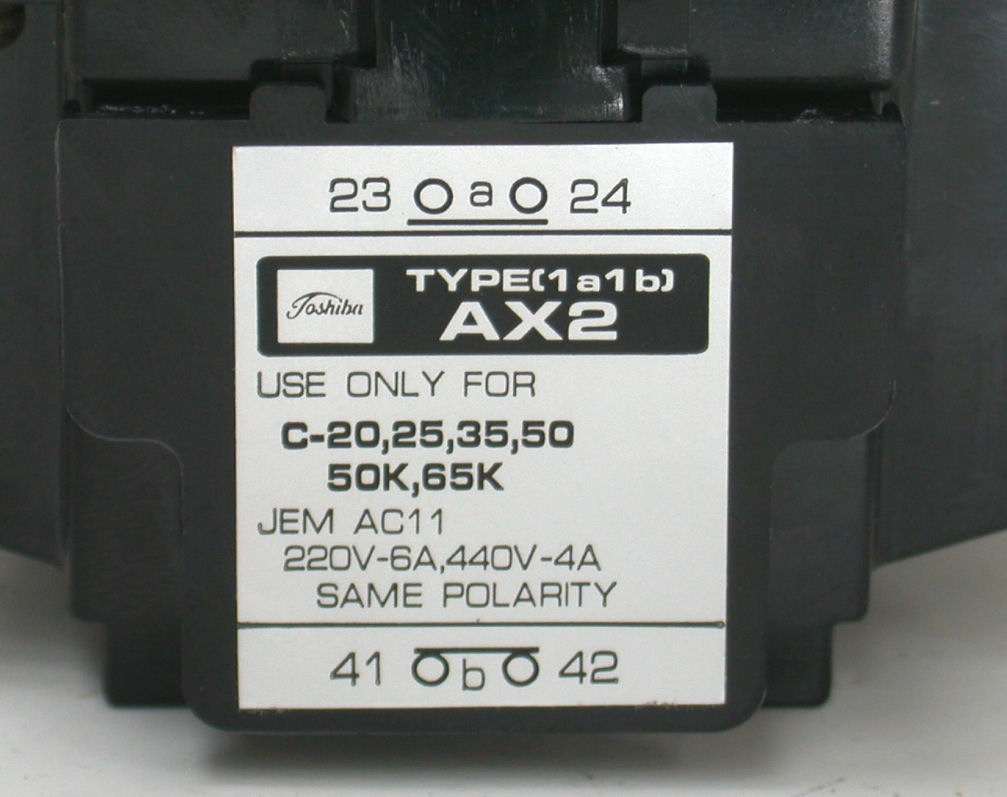 23 a 24
Toshiba
TYPE(1a1b)
AX2
USE ONLY FOR
C-20,25,35,50
50K,65K
JEM AC11
220V-6A,440V-4A
SAME POLARITY
41 b 42